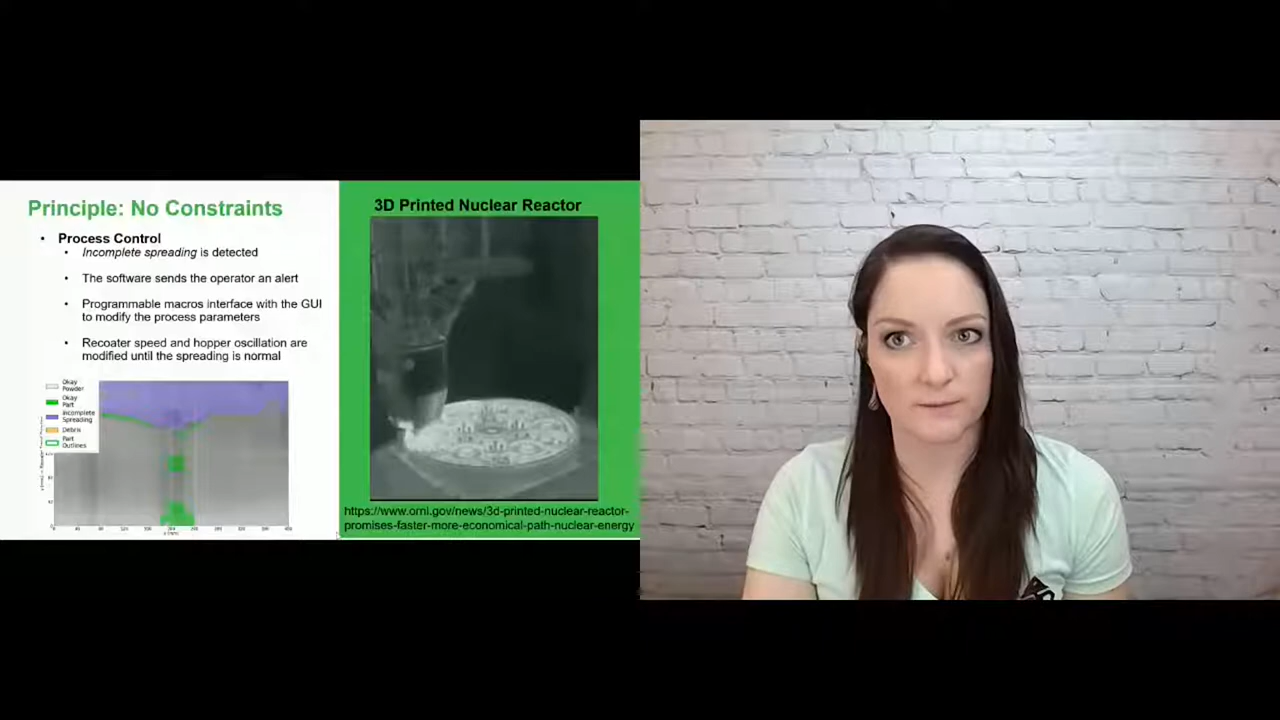 Principle: No Constraints
• Process Control
• Incomplete spreading is detected
• The software sends the operator an alert
• Programmable macros interface with the GUI
to modify the process parameters
• Recoater speed and hopper oscillation are
modified until the spreading is normal
Okay
Powder
Okay
Part
Incomplete
Spreading
Debris
Part
Outlines
3D Printed Nuclear Reactor
https://www.ornl.gov/news/3d-printed-nuclear-reactor-
promises-faster-more-economical-path-nuclear-energy